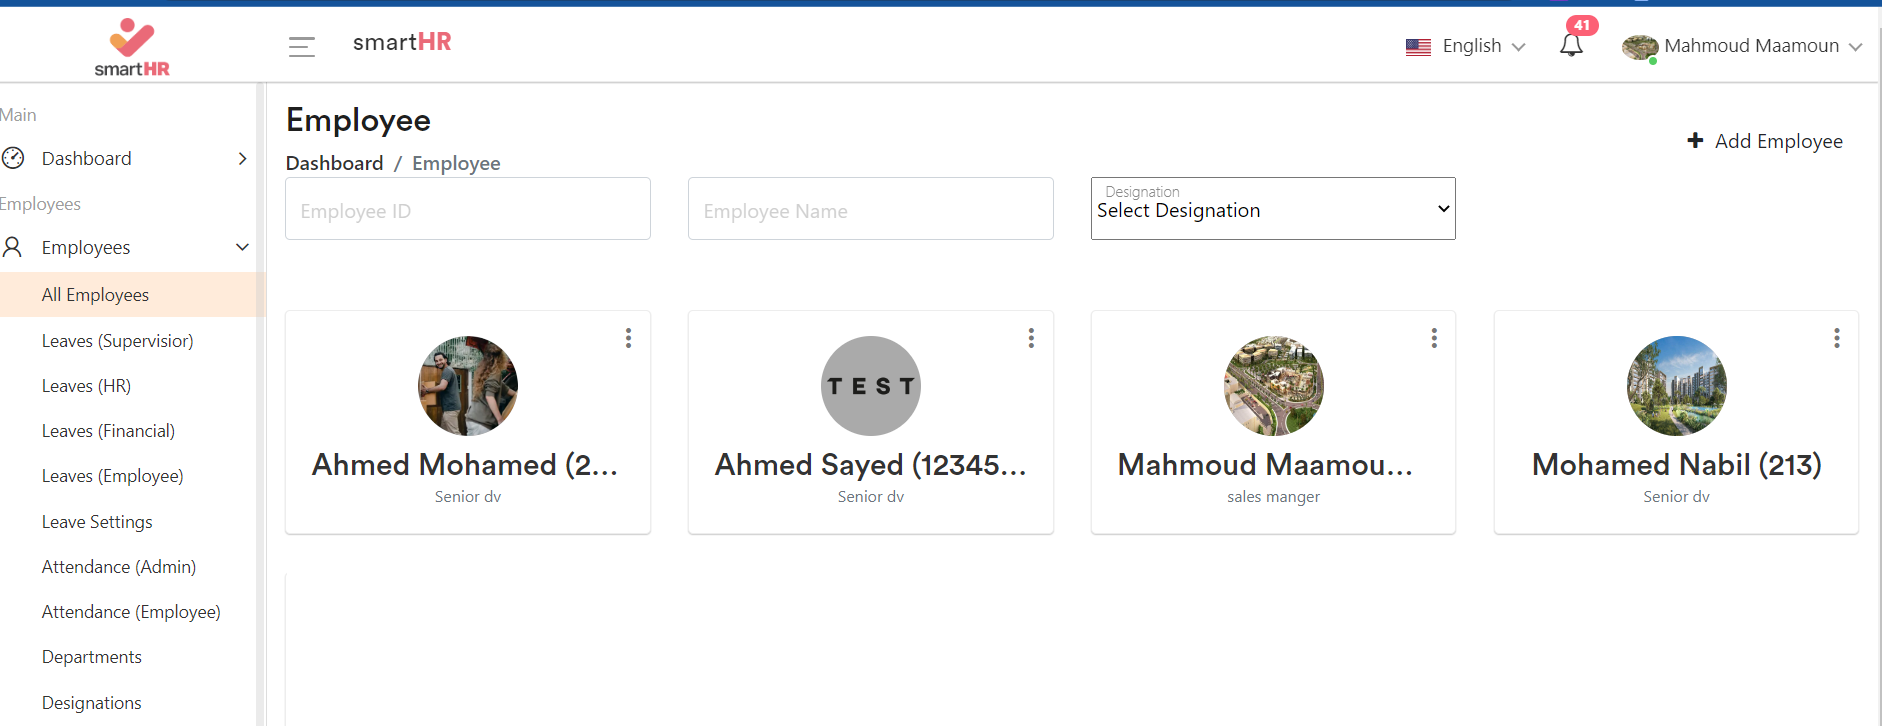 smartHR
smartHR
English
41
Mahmoud Maamoun
Main
Dashboard
Employees
Employees
All Employees
Leaves (Supervisior)
Leaves (HR)
Leaves (Financial)
Leaves (Employee)
Leave Settings
Attendance (Admin)
Attendance (Employee)
Departments
Designations
Employee
Dashboard / Employee
+ Add Employee
Employee ID
Employee Name
Designation
Select Designation
Ahmed Mohamed (2...
Senior dv
TEST
Ahmed Sayed (12345...
Senior dv
Mahmoud Maamou...
sales manger
Mohamed Nabil (213)
Senior dv